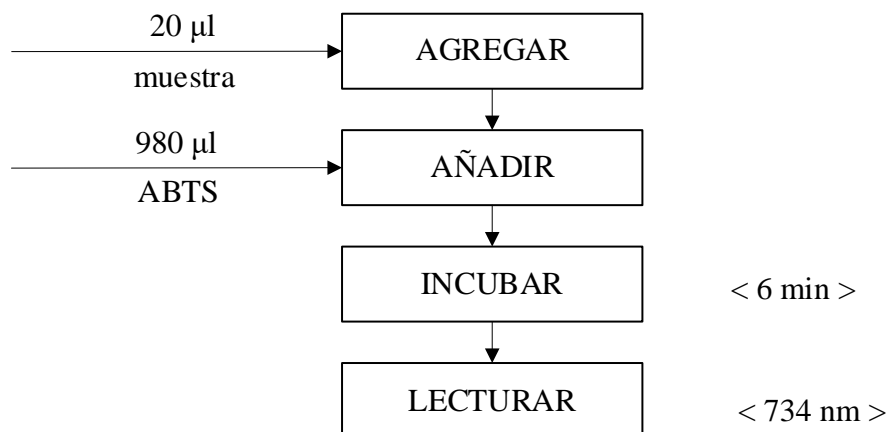 20 μl
muestra
AGREGAR
980 μl
ABTS
AÑADIR
INCUBAR
< 6 min >
LECTURAR
< 734 nm >